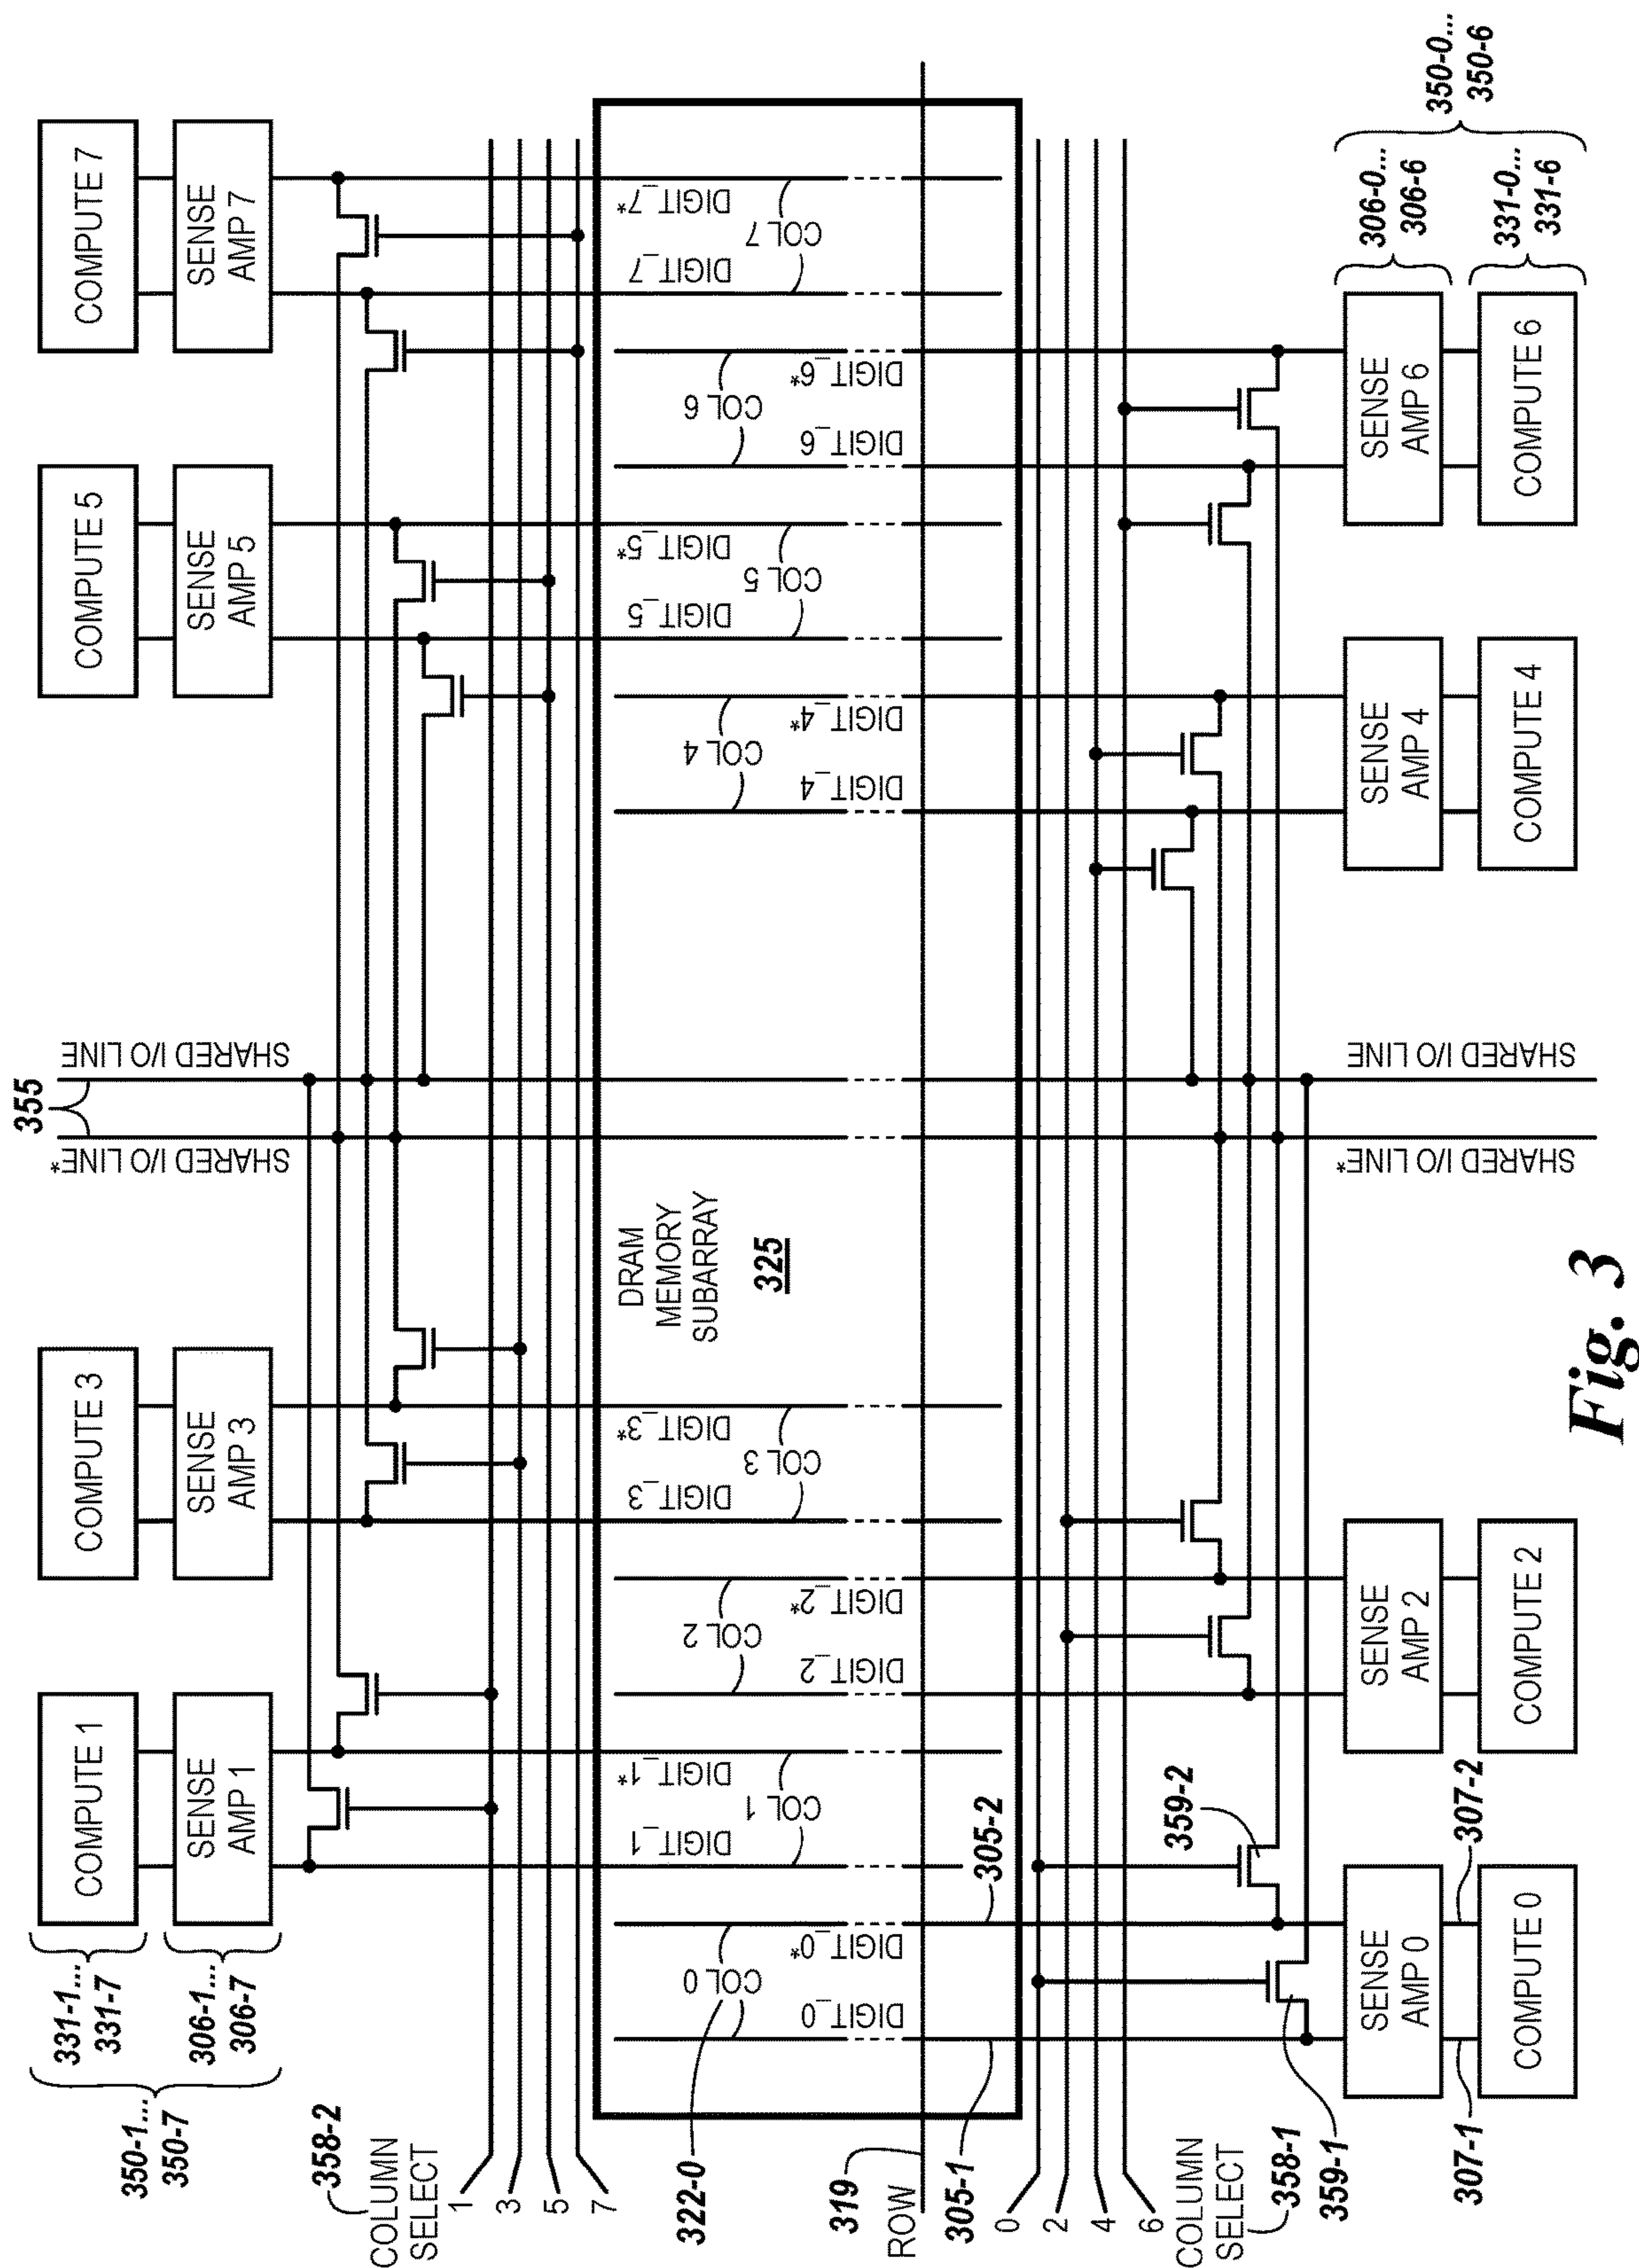 COMPUTE 1
COMPUTE 3
COMPUTE 5
COMPUTE 7
SENSE
AMP 1
SENSE
AMP 3
SENSE
AMP 5
SENSE
AMP 7
331-1...
331-7
306-1...
306-7
350-1...
350-7
355
SHARED I/O LINE*
SHARED I/O LINE
358-2
COLUMN
SELECT
1
3
5
7
DRAM
MEMORY
SUBARRAY
325
DIGIT_1
DIGIT_1*
COL 1
DIGIT_3
DIGIT_3*
COL 3
DIGIT_5
DIGIT_5*
COL 5
DIGIT_7
DIGIT_7*
COL 7
322-0
COL 0
DIGIT_0
DIGIT_0*
COL 2
DIGIT_2
DIGIT_2*
COL 4
DIGIT_4
DIGIT_4*
COL 6
DIGIT_6
DIGIT_6*
319
ROW
305-1
305-2
0
2
4
6
COLUMN
SELECT
358-1
359-1
359-2
SHARED I/O LINE*
SHARED I/O LINE
SENSE
AMP 0
SENSE
AMP 2
SENSE
AMP 4
SENSE
AMP 6
307-1
307-2
COMPUTE 0
COMPUTE 2
COMPUTE 4
COMPUTE 6
306-0...
306-6
331-0...
331-6
350-0...
350-6
Fig. 3